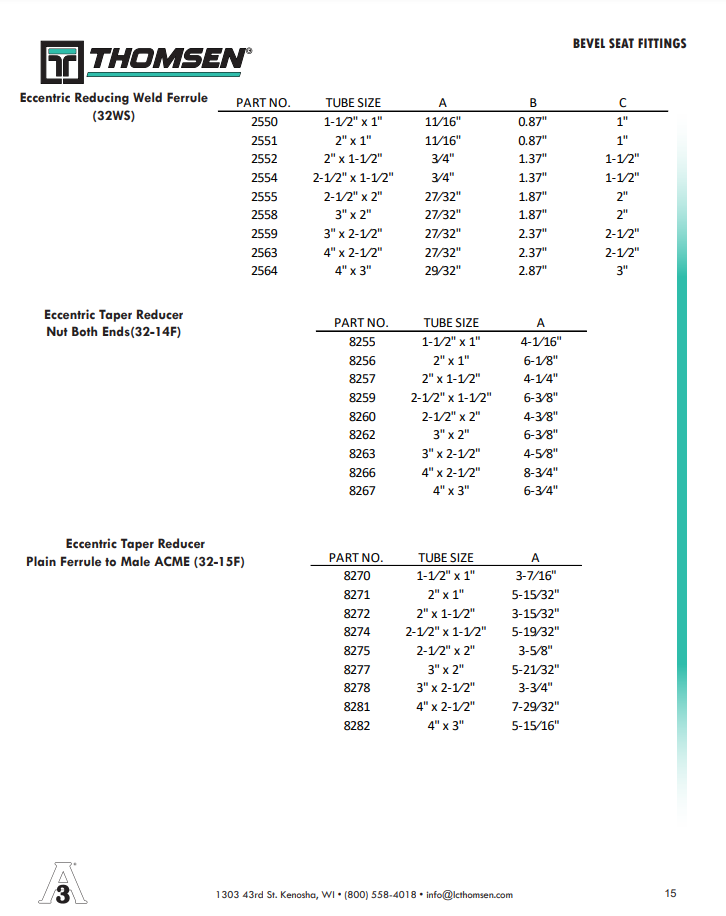 BEVEL SEAT FITTINGS
THOMSEN®
Eccentric Reducing Weld Ferrule
(32WS)
PART NO. TUBE SIZE A B C
2550 1-1⁄2" x 1" 11⁄16" 0.87" 1"
2551 2" x 1" 11⁄16" 0.87" 1"
2552 2" x 1-1⁄2" 3⁄4" 1.37" 1-1⁄2"
2554 2-1⁄2" x 1-1⁄2" 3⁄4" 1.37" 1-1⁄2"
2555 2-1⁄2" x 2" 27⁄32" 1.87" 2"
2558 3" x 2" 27⁄32" 1.87" 2"
2559 3" x 2-1⁄2" 27⁄32" 2.37" 2-1⁄2"
2563 4" x 2-1⁄2" 27⁄32" 2.37" 2-1⁄2"
2564 4" x 3" 29⁄32" 2.87" 3"
Eccentric Taper Reducer
Nut Both Ends(32-14F)
PART NO. TUBE SIZE A
8255 1-1⁄2" x 1" 4-1⁄16"
8256 2" x 1" 6-1⁄8"
8257 2" x 1-1⁄2" 4-1⁄4"
8259 2-1⁄2" x 1-1⁄2" 6-3⁄8"
8260 2-1⁄2" x 2" 4-3⁄8"
8262 3" x 2" 6-3⁄8"
8263 3" x 2-1⁄2" 4-5⁄8"
8266 4" x 2-1⁄2" 8-3⁄4"
8267 4" x 3" 6-3⁄4"
Eccentric Taper Reducer
Plain Ferrule to Male ACME (32-15F)
PART NO. TUBE SIZE A
8270 1-1⁄2" x 1" 3-7⁄16"
8271 2" x 1" 5-15⁄32"
8272 2" x 1-1⁄2" 3-15⁄32"
8274 2-1⁄2" x 1-1⁄2" 5-19⁄32"
8275 2-1⁄2" x 2" 3-5⁄8"
8277 3" x 2" 5-21⁄32"
8278 3" x 2-1⁄2" 3-3⁄4"
8281 4" x 2-1⁄2" 7-29⁄32"
8282 4" x 3" 5-15⁄16"
A
3
1303 43rd St. Kenosha, WI • (800) 558-4018 • info@lcthomsen.com
15